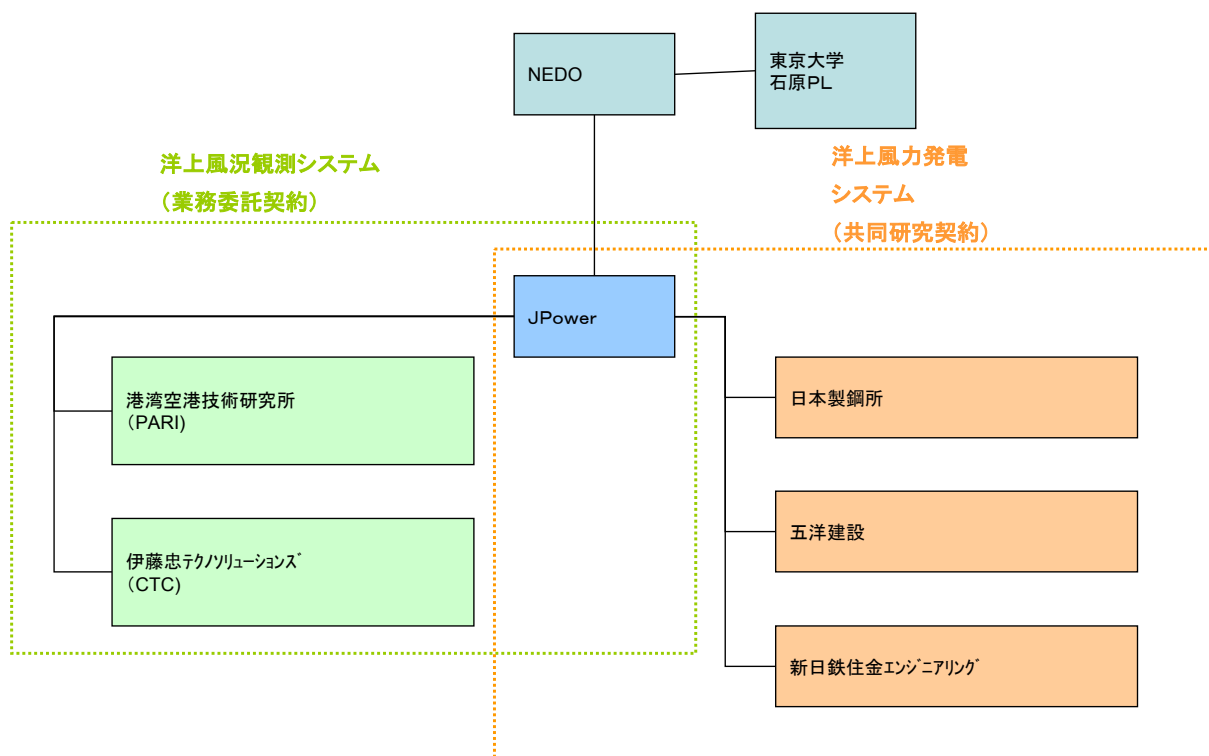 NEDO
東京大学
石原PL
洋上風況観測システム
（業務委託契約）
洋上風力発電
システム
（共同研究契約）
JPower
港湾空港技術研究所
（PARI)
日本製鋼所
伊藤忠ﾃｸﾉｿﾘｭｰｼｮﾝｽﾞ
（CTC)
五洋建設
新日鉄住金ｴﾝｼﾞﾆｱﾘﾝｸﾞ